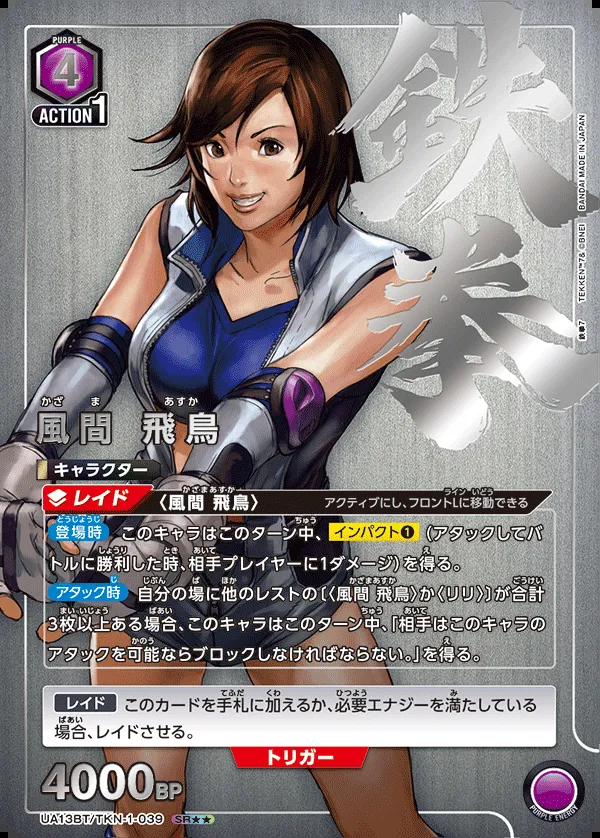 PURPLE
4
ACTION1
鉄拳
鉄拳7 TEKKEN™7& ©BNEI BANDAI MADE IN JAPAN
かざま あすか
風間 飛鳥
キャラクター
レイド 〈風間 飛鳥〉 アクティブにし、フロントLに移動できる
登場時 このキャラはこのターン中、インパクト❶(アタックしてバ
トルに勝利した時、相手プレイヤーに1ダメージ)を得る。
アタック時 自分の場に他のレストの〔〈風間 飛鳥〉か〈リリ〉〕が合計
3枚以上ある場合、このキャラはこのターン中、「相手はこのキャラの
アタックを可能ならブロックしなければならない。」を得る。
レイド このカードを手札に加えるか、必要エナジーを満たしている
場合、レイドさせる。
トリガー
4000BP
PURPLE ENERGY
UA13BT/TKN-1-039 SR★★